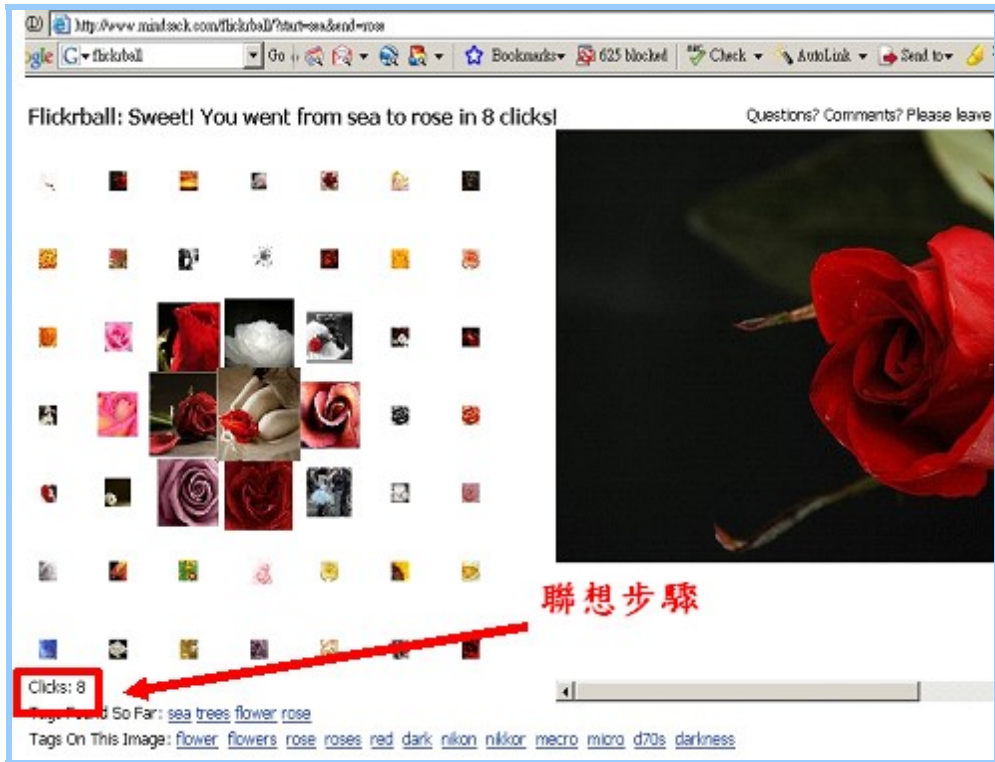 http://www.mindsack.com/flickrball/?start=sea&end=rose
ogle G flickrball Go Bookmarks 625 blocked Check AutoLink Send to
Flickrball: Sweet! You went from sea to rose in 8 clicks!
Questions? Comments? Please leave
聯想步驟
Clicks: 8
So Far: sea trees flower rose
Tags On This Image: flower flowers rose roses red dark nikon nikkor mecro micro d70s darkness